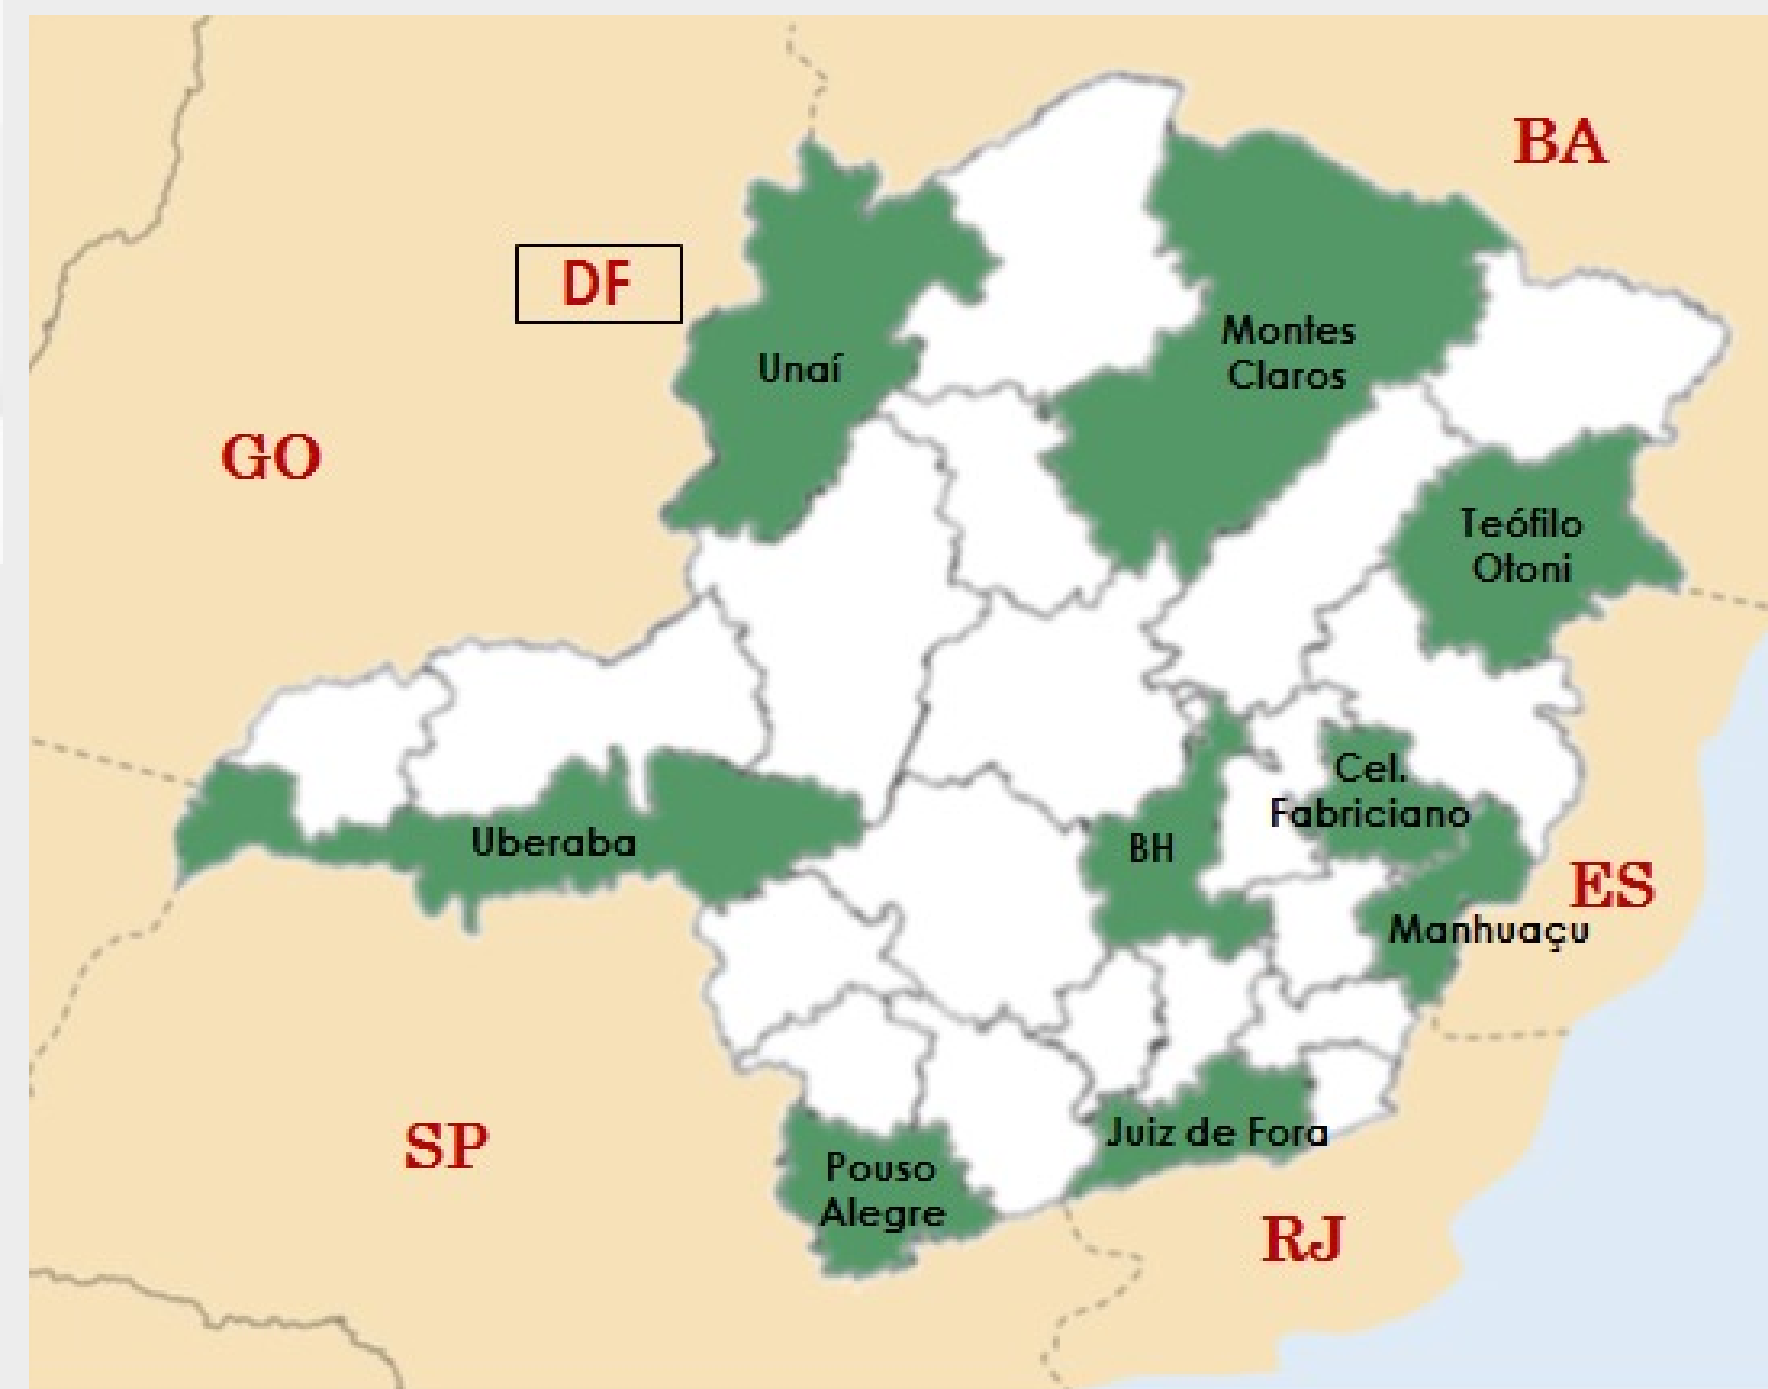 BA
DF
Montes
Claros
Unaí
GO
Teófilo
Otoni
Cel.
Fabriciano
Uberaba
BH
ES
Manhuaçu
SP
Juiz de Fora
Pouso
Alegre
RJ